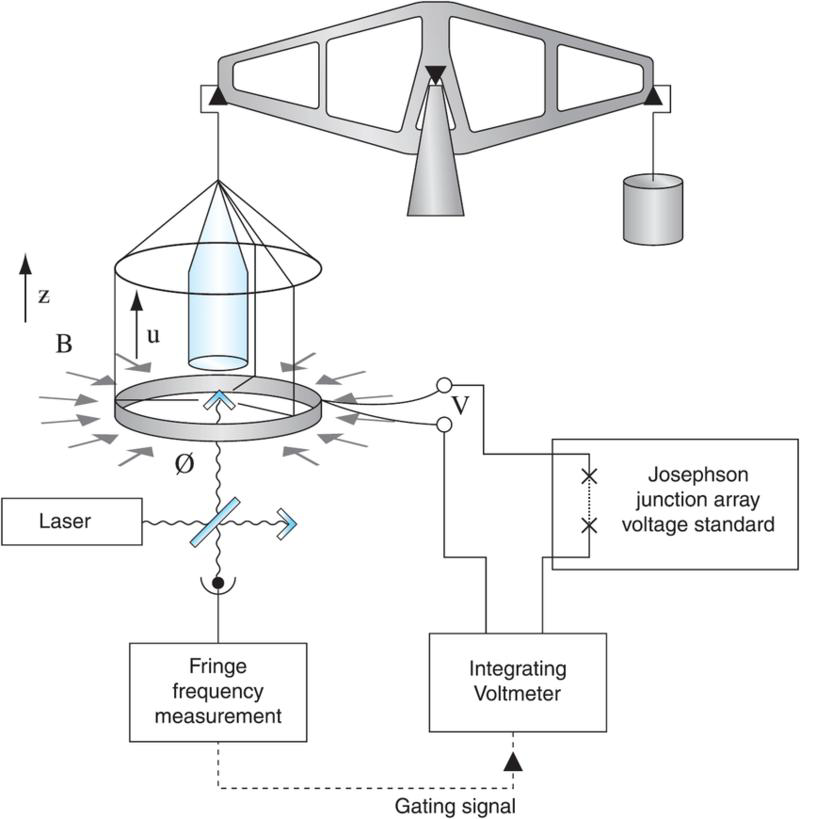 z
u
B
V
Ø
Josephson
junction array
voltage standard
Laser
Fringe
frequency
measurement
Integrating
Voltmeter
Gating signal